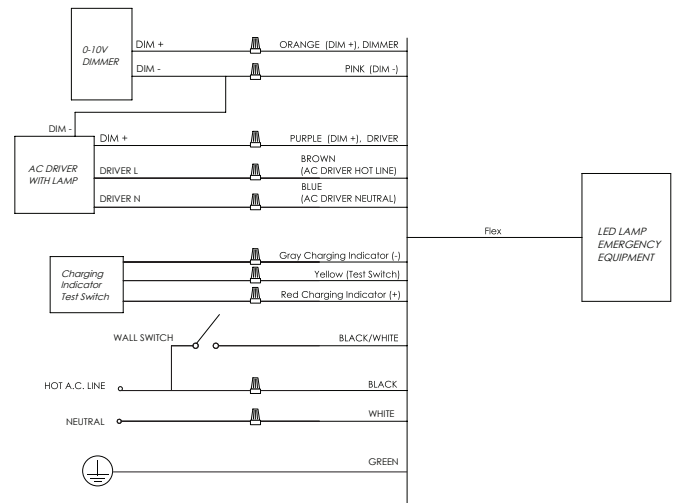 0-10V
DIMMER
DIM +
ORANGE (DIM +), DIMMER
DIM -
PINK (DIM -)
DIM -
AC DRIVER
WITH LAMP
DIM +
PURPLE (DIM +), DRIVER
DRIVER L
BROWN
(AC DRIVER HOT LINE)
DRIVER N
BLUE
(AC DRIVER NEUTRAL)
Flex
LED LAMP
EMERGENCY
EQUIPMENT
Charging
Indicator
Test Switch
Gray Charging Indicator (-)
Yellow (Test Switch)
Red Charging Indicator (+)
WALL SWITCH
BLACK/WHITE
HOT A.C. LINE
BLACK
NEUTRAL
WHITE
GREEN